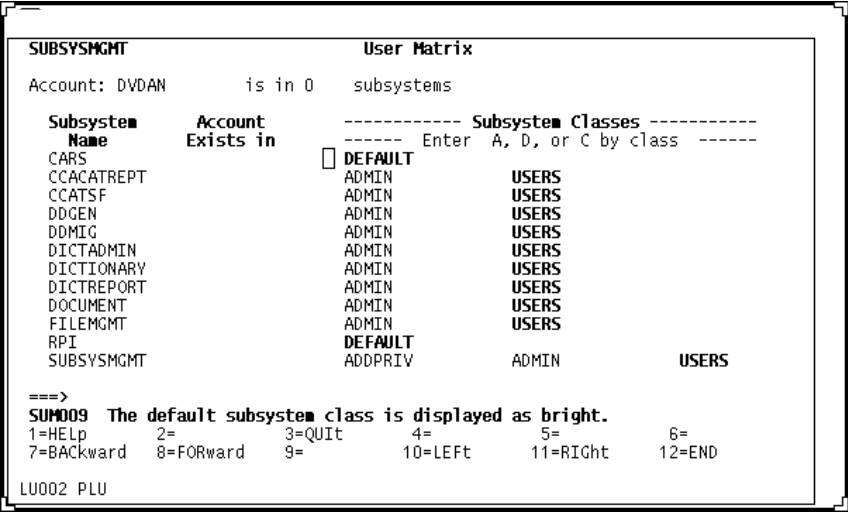 SUBSYSMGMT User Matrix
Account: DVDAN is in 0 subsystems
Subsystem Account ------------ Subsystem Classes -----------
Name Exists in ------ Enter A, D, or C by class ------
CARS DEFAULT
CCACATREPT ADMIN USERS
CCATSF ADMIN USERS
DDGEN ADMIN USERS
DDMIG ADMIN USERS
DICTADMIN ADMIN USERS
DICTIONARY ADMIN USERS
DICTREPORT ADMIN USERS
DOCUMENT ADMIN USERS
FILEMGMT ADMIN USERS
RPI DEFAULT
SUBSYSMGMT ADDPRIV ADMIN USERS
===>
SUM009 The default subsystem class is displayed as bright.
1=HELp 2= 3=QUIt 4= 5= 6=
7=BACkward 8=FORward 9= 10=LEFt 11=RIGht 12=END
LU002 PLU